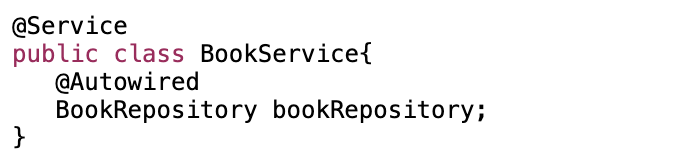 @Service
public class BookService{
   @Autowired
   BookRepository bookRepository;
}